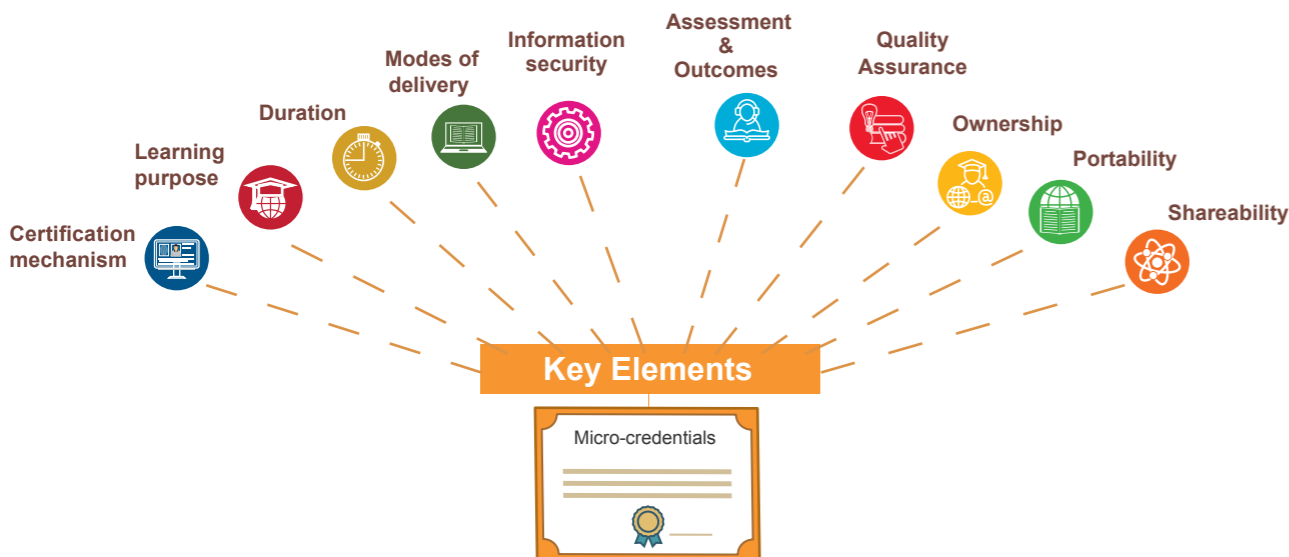 Certification
mechanism
Learning
purpose
Duration
Modes of
delivery
Information
security
Assessment
&
Outcomes
Quality
Assurance
Ownership
Portability
Shareability
@
Key Elements
Micro-credentials